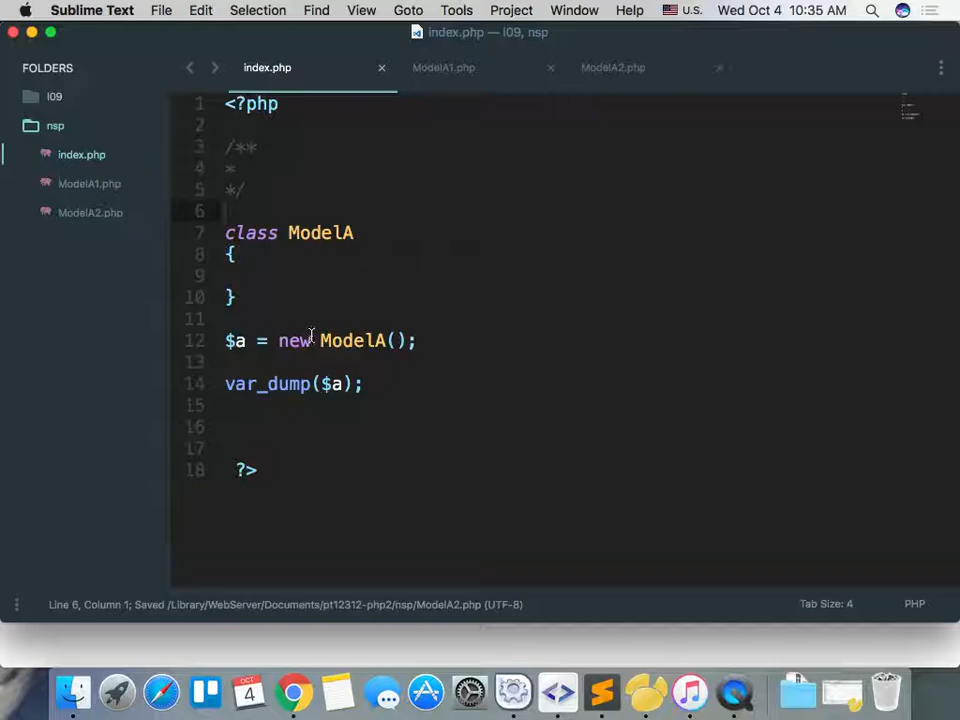 Sublime Text File Edit Selection Find View Goto Tools Project Window Help U.S. Wed Oct 4 10:35 AM
index.php — l09, nsp
FOLDERS
l09
nsp
index.php
ModelA1.php
ModelA2.php
index.php ModelA1.php ModelA2.php
1 <?php
2
3 /**
4 *
5 */
6
7 class ModelA
8 {
9
10 }
11
12 $a = new ModelA();
13
14 var_dump($a);
15
16
17
18 ?>
Line 6, Column 1; Saved /Library/WebServer/Documents/pt12312-php2/nsp/ModelA2.php (UTF-8) Tab Size: 4 PHP
OCT
4